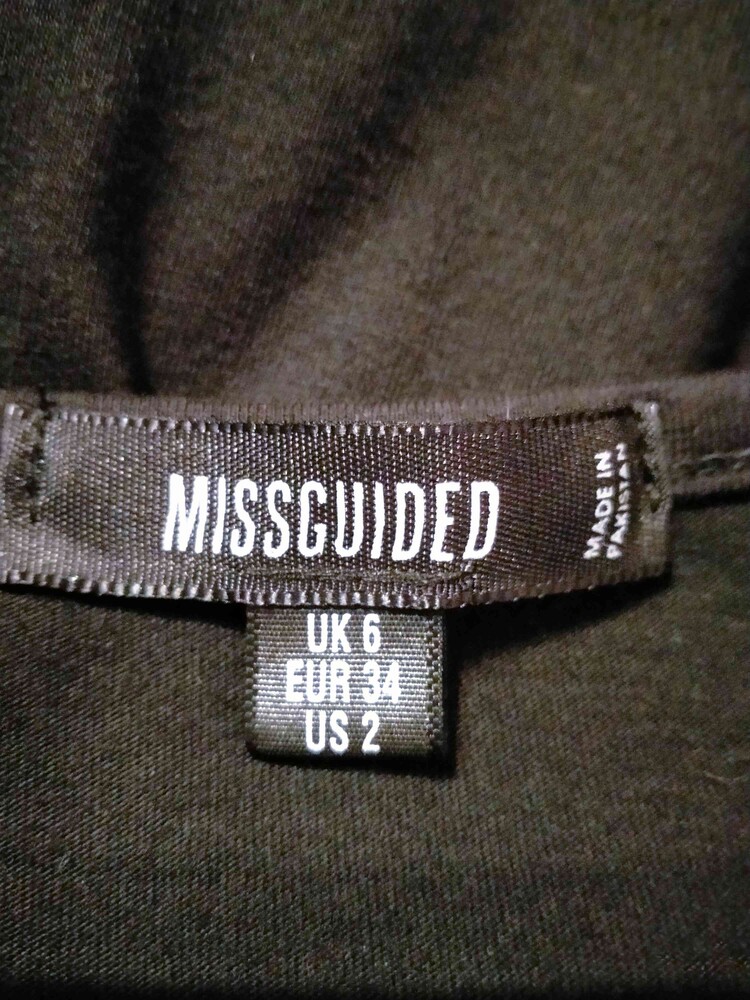 MISSGUIDED
MADE IN
PAKISTAN
UK 6
EUR 34
US 2